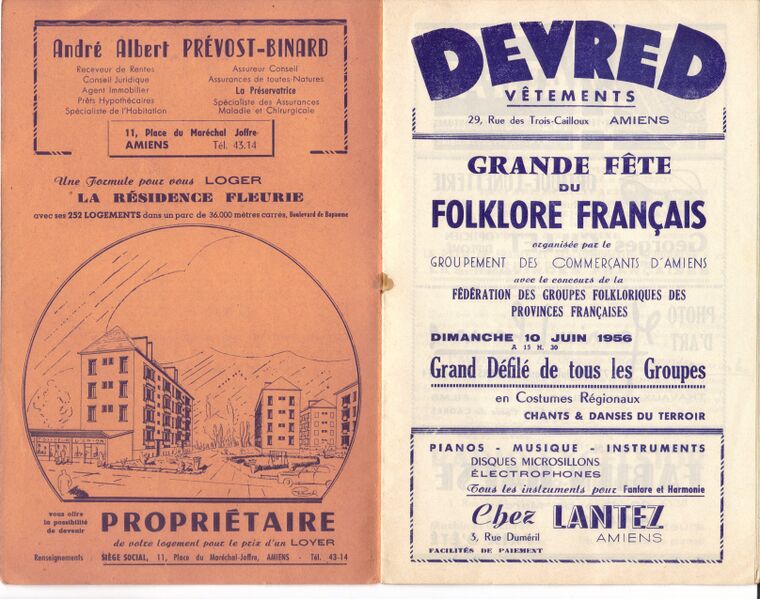 André Albert PRÉVOST-BINARD
Receveur de Rentes
Conseil Juridique
Agent Immobilier
Prêts Hypothécaires
Spécialiste de l'Habitation
Assureur Conseil
Assurances de toutes Natures
La Préservatrice
Spécialiste des Assurances
Maladie et Chirurgicale
11, Place du Maréchal Joffre
AMIENS Tél. 43.14
Une Formule pour vous LOGER
LA RÉSIDENCE FLEURIE
avec ses 252 LOGEMENTS dans un parc de 36.000 mètres carrés, Boulevard de Bapaume
vous offre
la possibilité
de devenir
PROPRIÉTAIRE
de votre logement pour le prix d'un LOYER
Renseignements : SIÈGE SOCIAL, 11, Place du Maréchal-Joffre, AMIENS - Tél. 43-14
DEVRED
VÊTEMENTS
29, Rue des Trois-Cailloux AMIENS
GRANDE FÊTE
DU
FOLKLORE FRANÇAIS
organisée par le
GROUPEMENT DES COMMERÇANTS D'AMIENS
avec le concours de la
FÉDÉRATION DES GROUPES FOLKLORIQUES DES
PROVINCES FRANÇAISES
DIMANCHE 10 JUIN 1956
A 15 H. 30
Grand Défilé de tous les Groupes
en Costumes Régionaux
CHANTS & DANSES DU TERROIR
PIANOS - MUSIQUE - INSTRUMENTS
DISQUES MICROSILLONS
ÉLECTROPHONES
Tous les instruments pour Fanfare et Harmonie
Chez LANTEZ
3, Rue Duméril AMIENS
FACILITÉS DE PAIEMENT